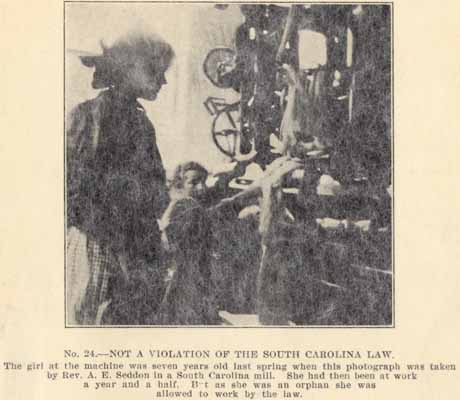 No. 24.—NOT A VIOLATION OF THE SOUTH CAROLINA LAW.
The girl at the machine was seven years old last spring when this photograph was taken
by Rev. A. E. Seddon in a South Carolina mill. She had then been at work
a year and a half. But as she was an orphan she was
allowed to work by the law.